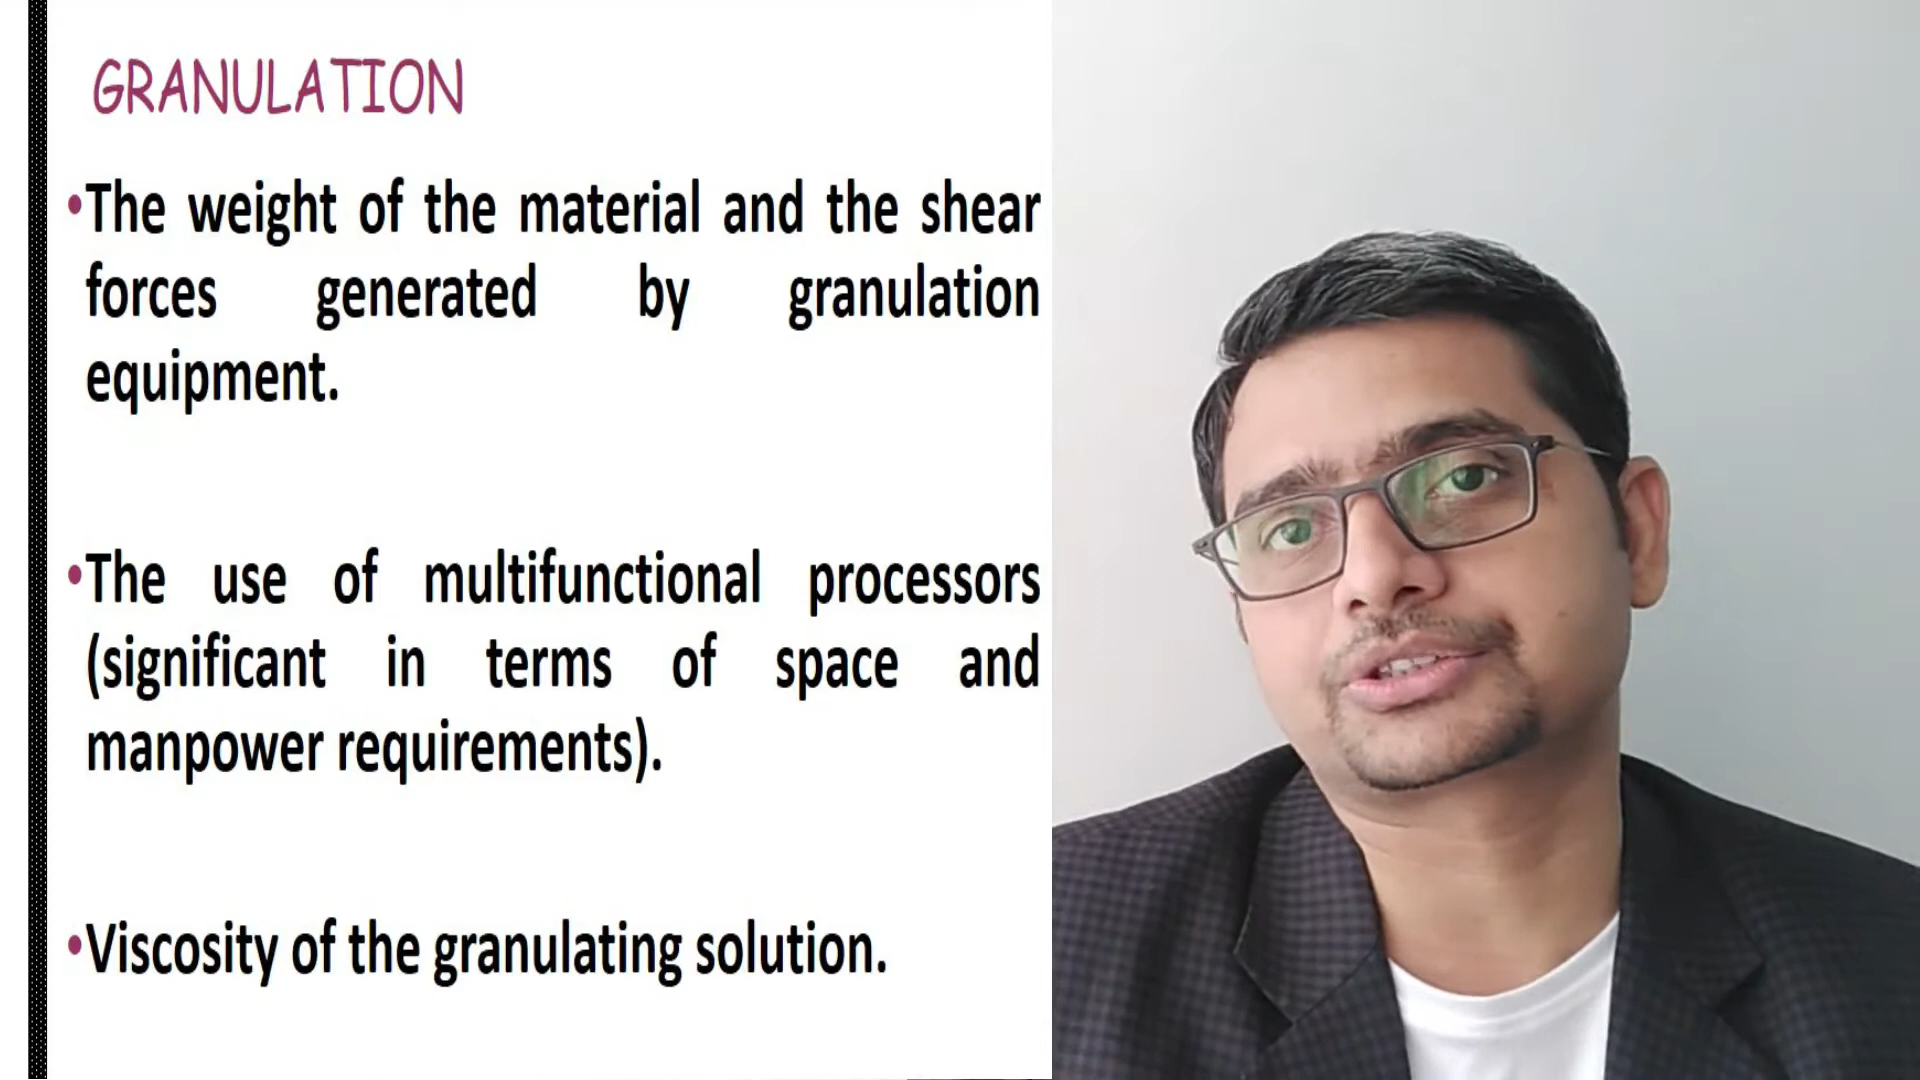 GRANULATION
•The weight of the material and the shear
forces generated by granulation
equipment.
•The use of multifunctional processors
(significant in terms of space and
manpower requirements).
•Viscosity of the granulating solution.